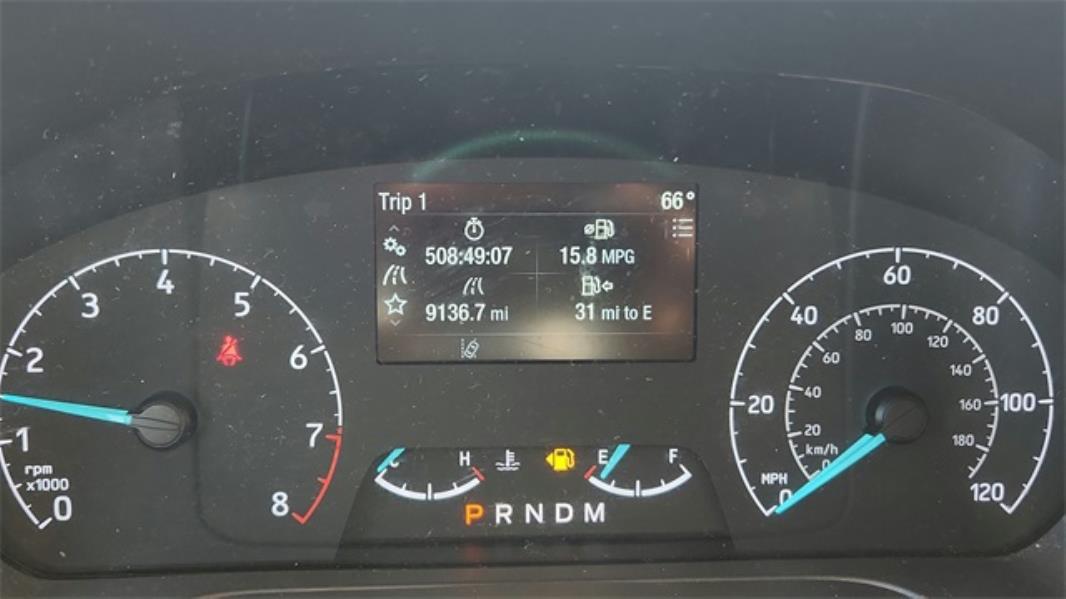 Trip 1 66°
508:49:07 15.8 MPG
9136.7 mi 31 mi to E
0 1 2 3 4 5 6 7 8
rpm
x1000
C H
E F
P R N D M
0 20 40 60 80 100 120
MPH
0 20 40 60 80 100 120 140 160 180
km/h